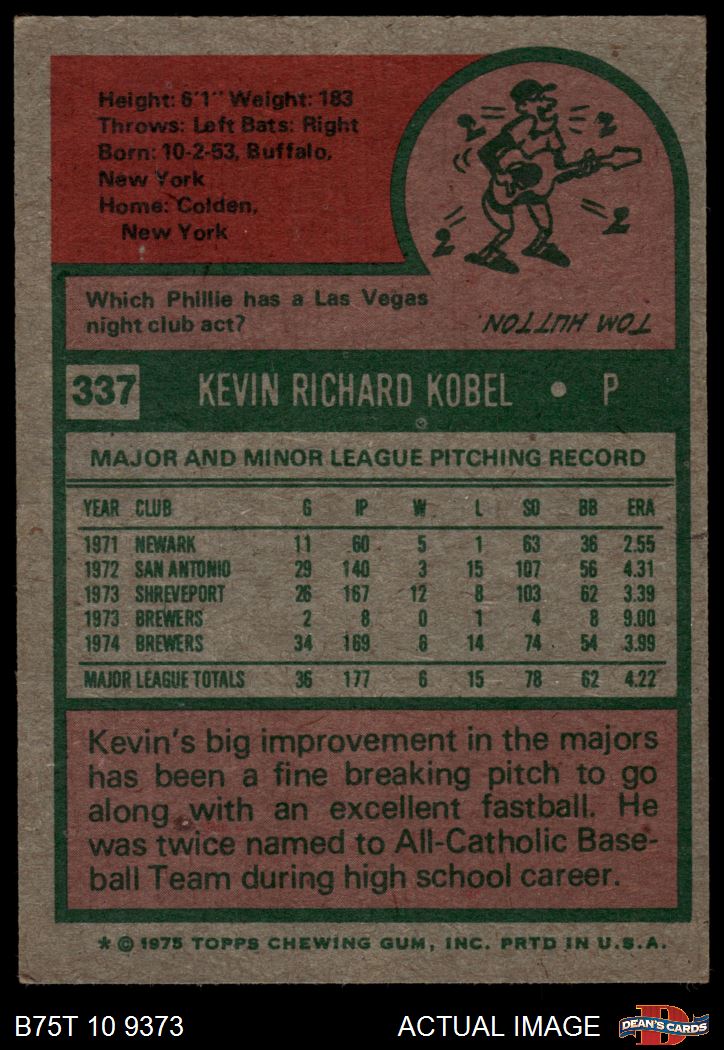 Height: 6'1" Weight: 183
Throws: Left Bats: Right
Born: 10-2-53, Buffalo,
New York
Home: Colden,
New York
2 2
2 2
Which Phillie has a Las Vegas
night club act?
TOM HUTTON.
337 KEVIN RICHARD KOBEL • P
MAJOR AND MINOR LEAGUE PITCHING RECORD
YEAR CLUB G IP W L SO BB ERA
1971 NEWARK 11 60 5 1 63 36 2.55
1972 SAN ANTONIO 29 140 3 15 107 56 4.31
1973 SHREVEPORT 26 167 12 8 103 62 3.39
1973 BREWERS 2 8 0 1 4 8 9.00
1974 BREWERS 34 169 6 14 74 54 3.99
MAJOR LEAGUE TOTALS 36 177 6 15 78 62 4.22
Kevin's big improvement in the majors
has been a fine breaking pitch to go
along with an excellent fastball. He
was twice named to All-Catholic Base-
ball Team during high school career.
* © 1975 TOPPS CHEWING GUM, INC. PRTD IN U.S.A.
B75T 10 9373 ACTUAL IMAGE D DEAN'S CARDS